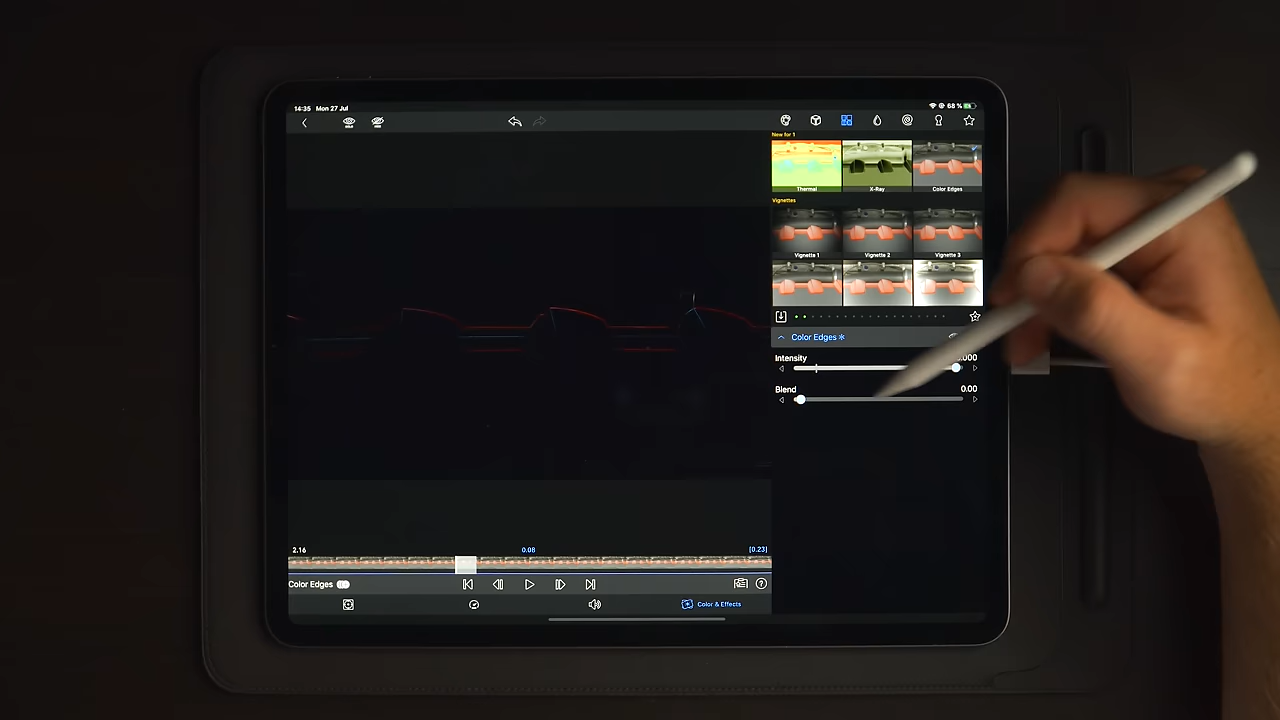 14:35 Mon 27 Jul
68 %
New for 1
Thermal
X-Ray
Color Edges
Vignettes
Vignette 1
Vignette 2
Vignette 3
Color Edges
Intensity
Blend
0.00
2.16
0.08
[0.23]
Color Edges
Color & Effects